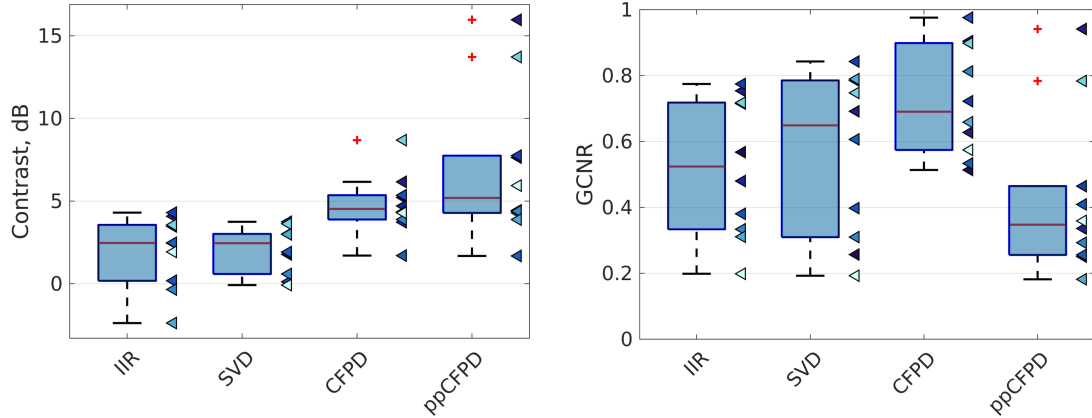 Contrast, dB
15
10
5
0
IIR
SVD
CFPD
ppCFPD
GCNR
1
0.8
0.6
0.4
0.2
0
IIR
SVD
CFPD
ppCFPD